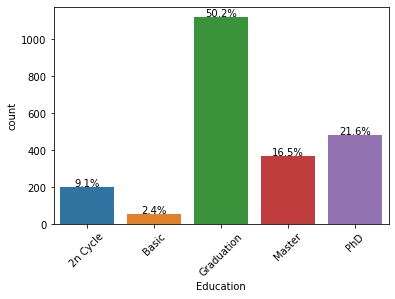 50.2%
1000
800
count
600
21.6%
400
16.5%
200
9.1%
2.4%
0
2n Cycle
Basic
Graduation
Master
PhD
Education